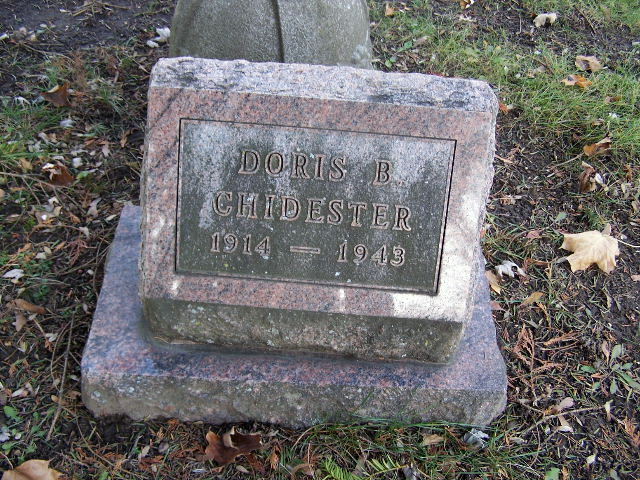 DORIS B.
CHIDESTER
1914 — 1943